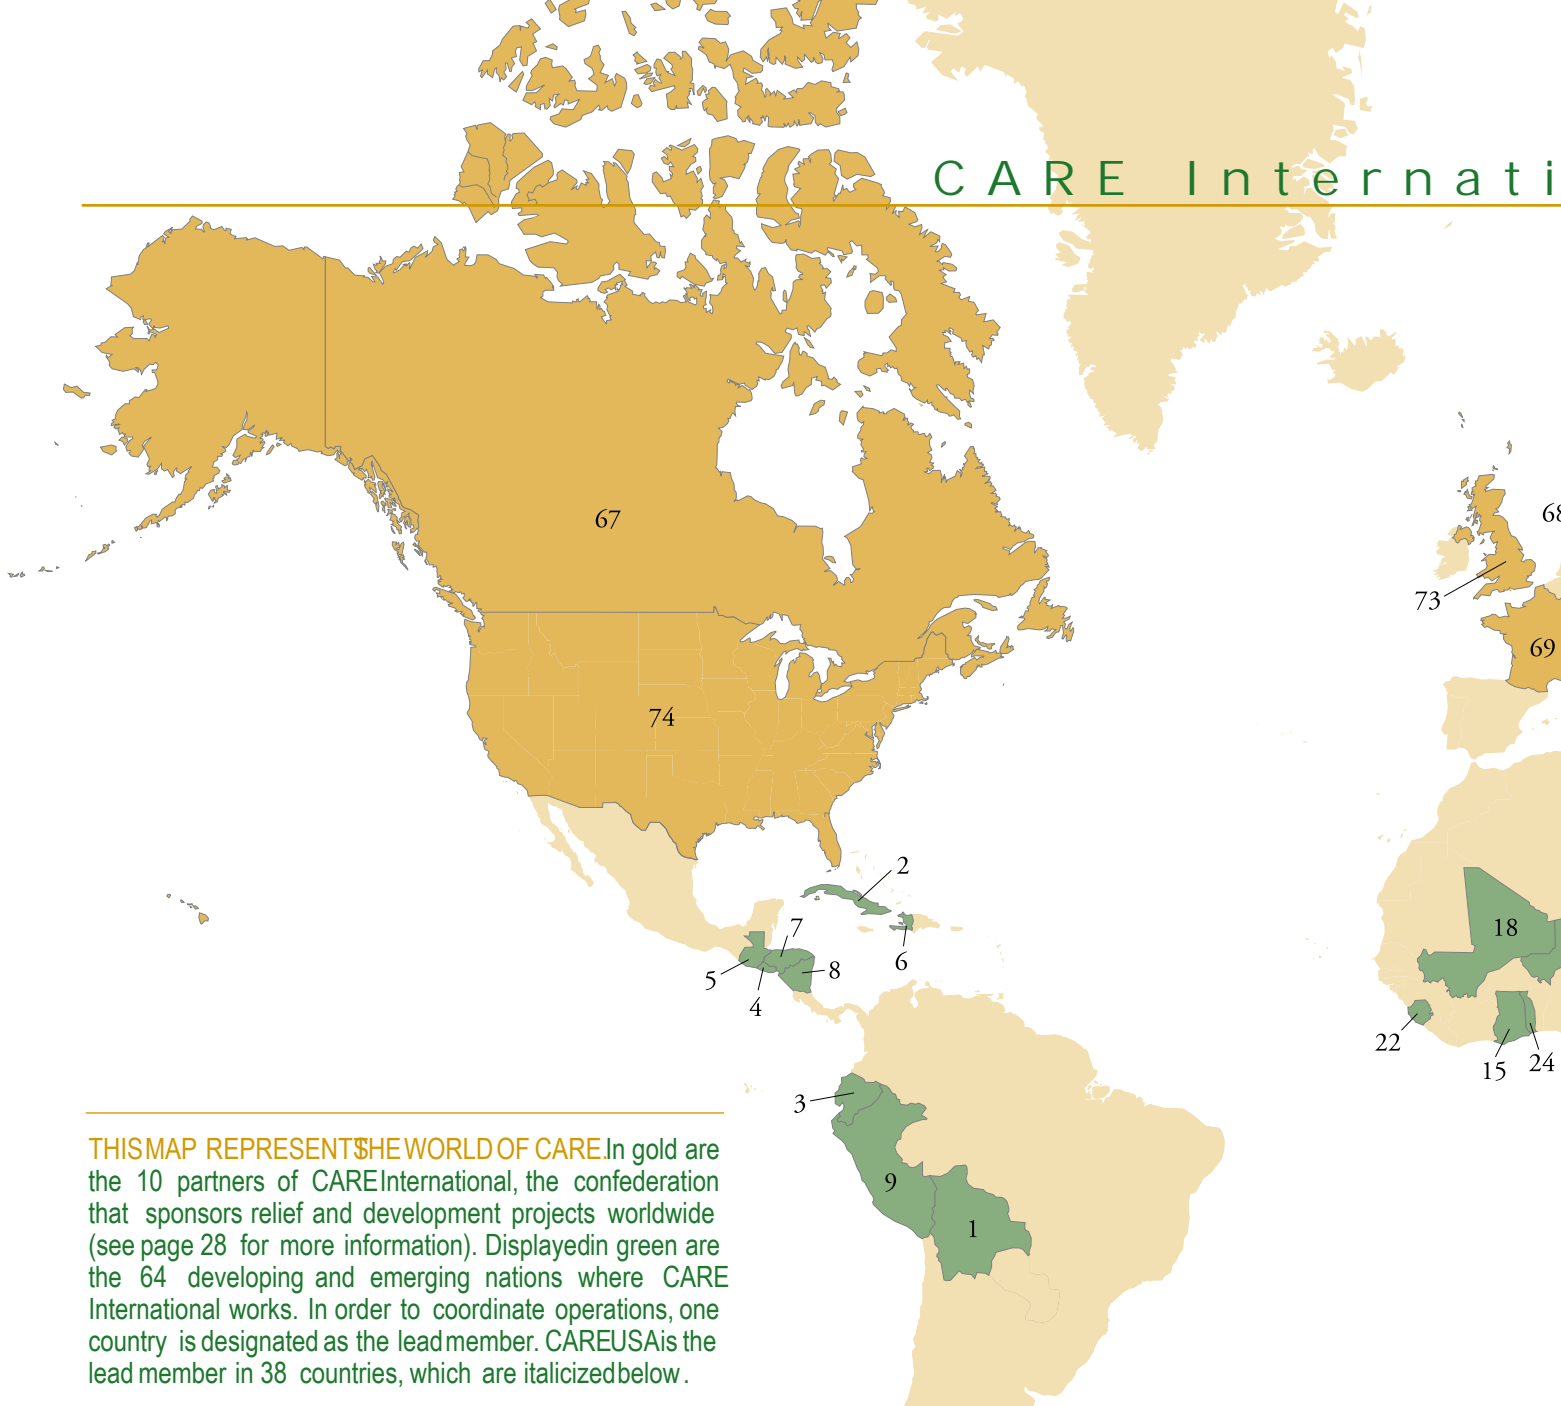 CARE Internati
67
68
73
69
74
2
7
18
6
5
8
4
22
15
24
3
9
1
THIS MAP REPRESENTS THE WORLD OF CARE. In gold are
the 10 partners of CARE International, the confederation
that sponsors relief and development projects worldwide
(see page 28 for more information). Displayed in green are
the 64 developing and emerging nations where CARE
International works. In order to coordinate operations, one
country is designated as the lead member. CARE USA is the
lead member in 38 countries, which are italicized below.